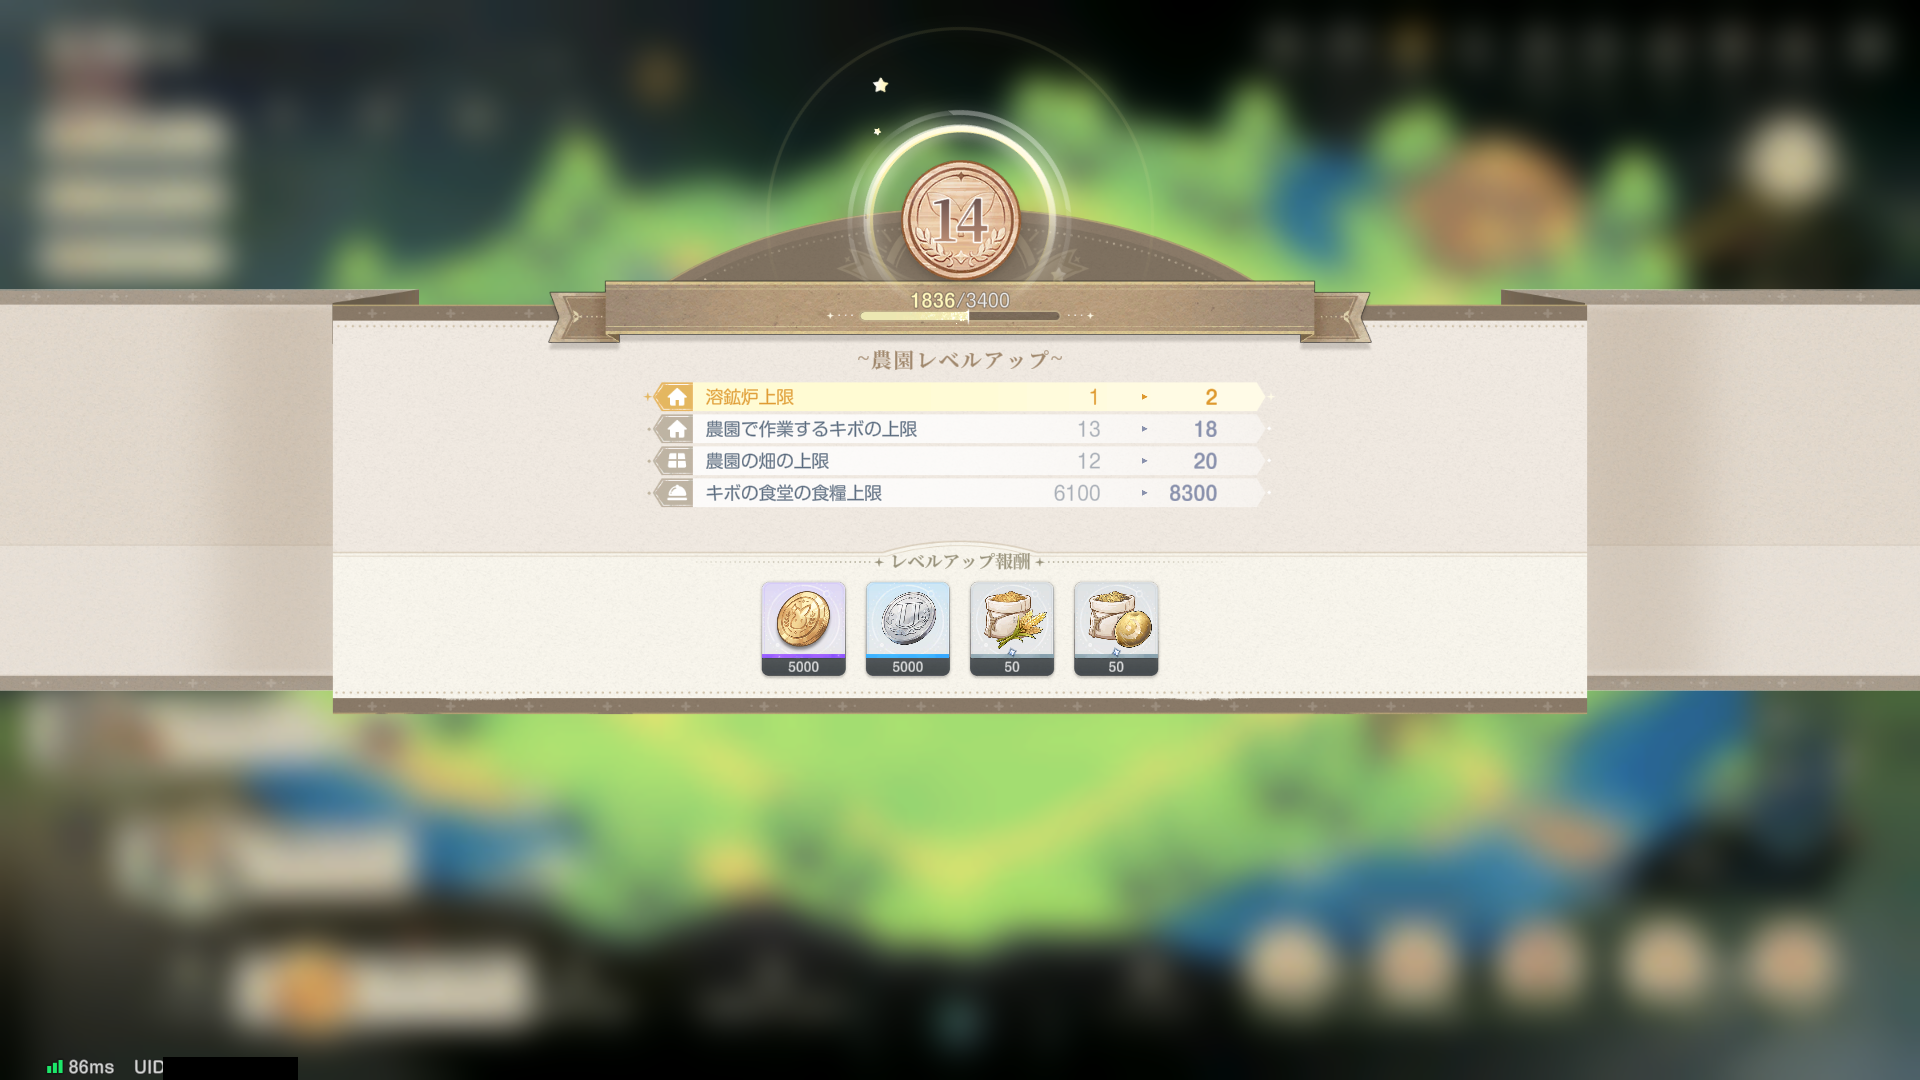 14
1836/3400
~農園レベルアップ~
溶鉱炉上限 1 ▸ 2
農園で作業するキボの上限 13 ▸ 18
農園の畑の上限 12 ▸ 20
キボの食堂の食糧上限 6100 ▸ 8300
レベルアップ報酬
5000 5000 50 50
86ms UID